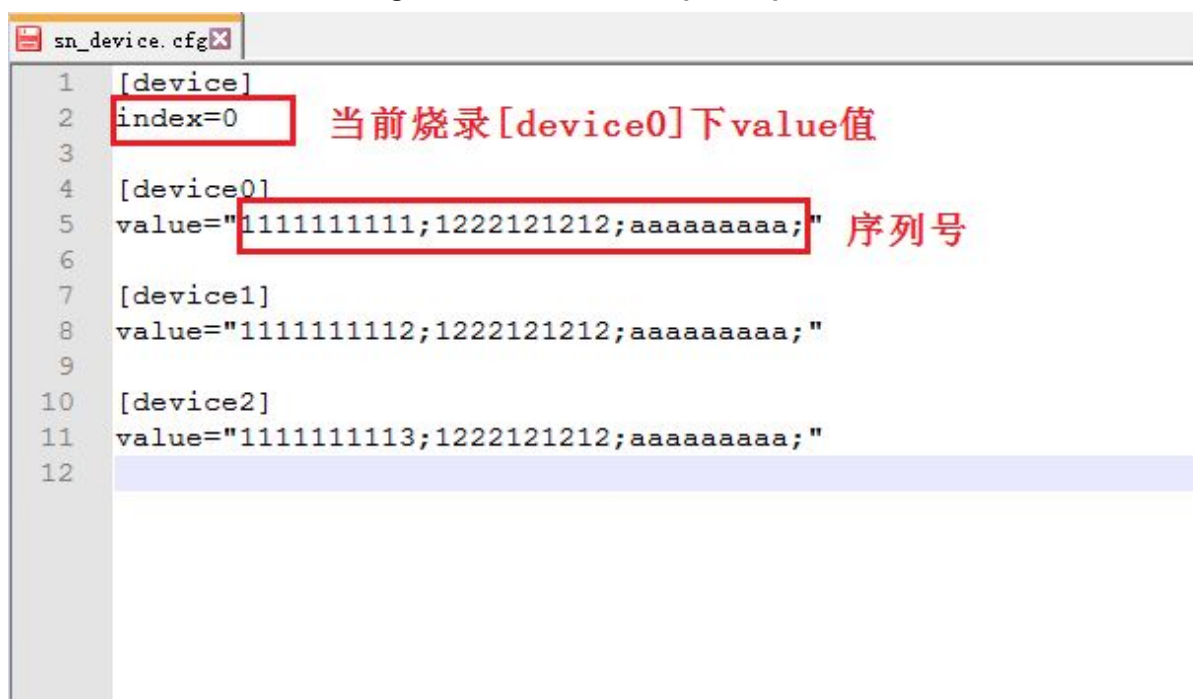 sn_device.cfg
1 [device]
2 index=0 当前烧录[device0]下value值
3
4 [device0]
5 value="1111111111;1222121212;aaaaaaaaa;" 序列号
6
7 [device1]
8 value="1111111112;1222121212;aaaaaaaaa;"
9
10 [device2]
11 value="1111111113;1222121212;aaaaaaaaa;"
12